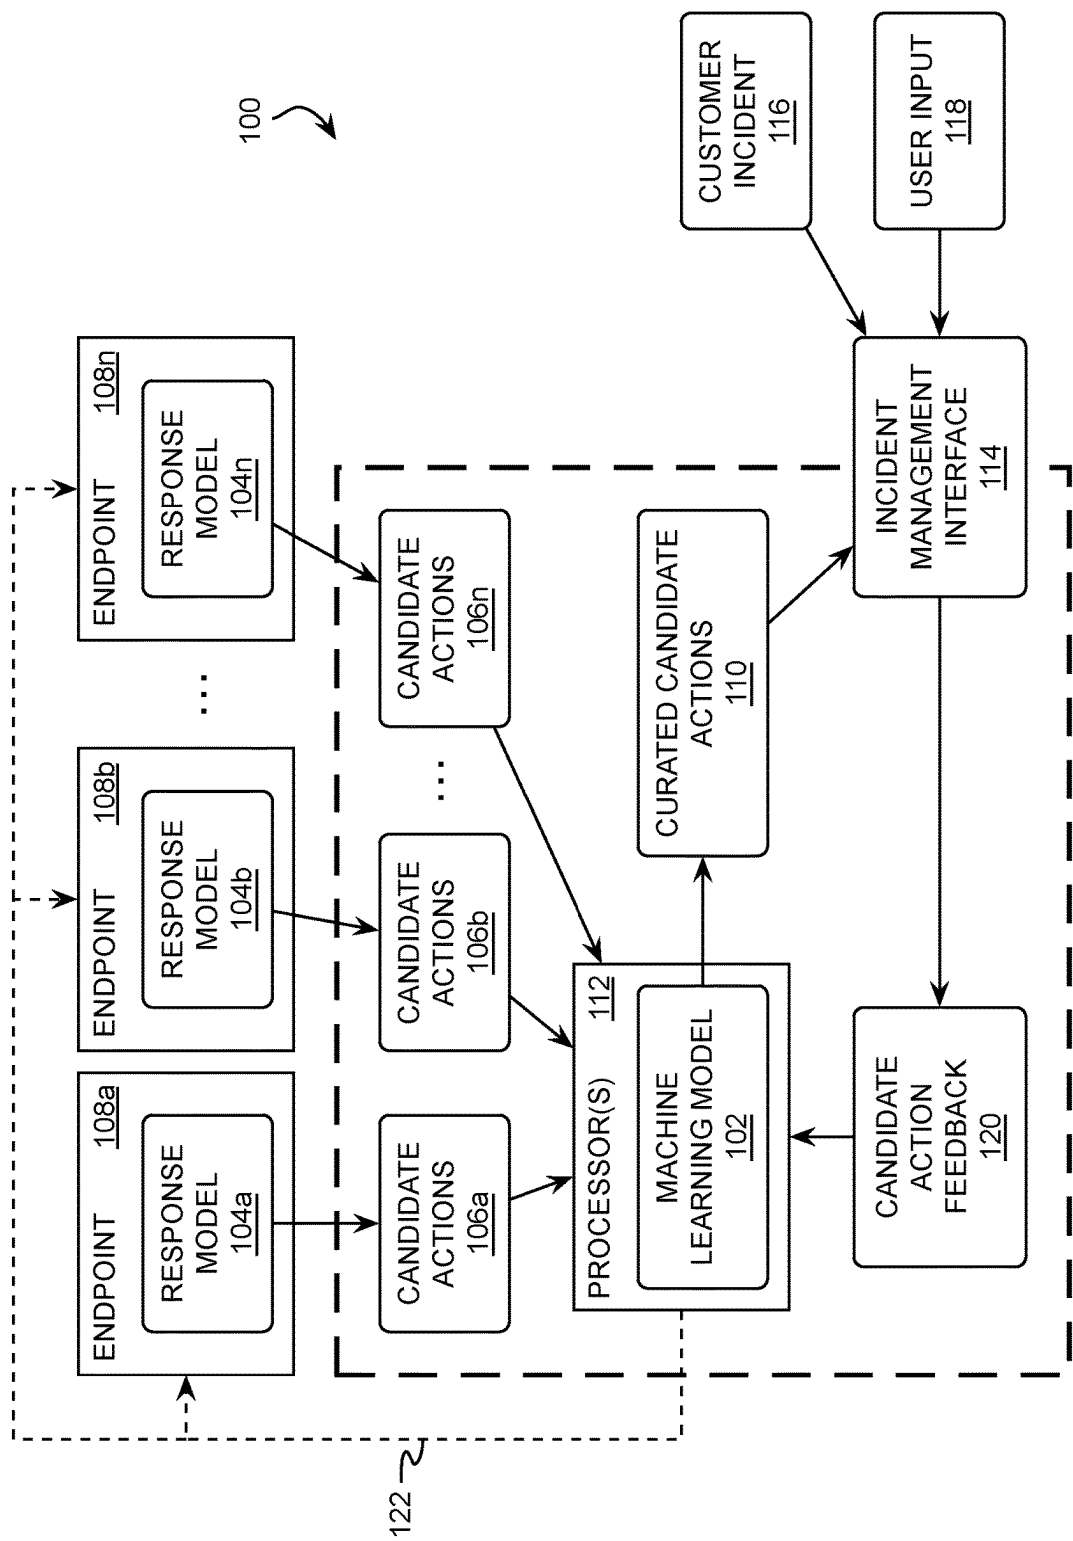 100
ENDPOINT
108a
RESPONSE
MODEL
104a
ENDPOINT
108b
RESPONSE
MODEL
104b
...
ENDPOINT
108n
RESPONSE
MODEL
104n
CANDIDATE
ACTIONS
106a
CANDIDATE
ACTIONS
106b
...
CANDIDATE
ACTIONS
106n
122
PROCESSOR(S)
112
MACHINE
LEARNING MODEL
102
CURATED CANDIDATE
ACTIONS
110
CUSTOMER
INCIDENT
116
CANDIDATE
ACTION
FEEDBACK
120
INCIDENT
MANAGEMENT
INTERFACE
114
USER INPUT
118